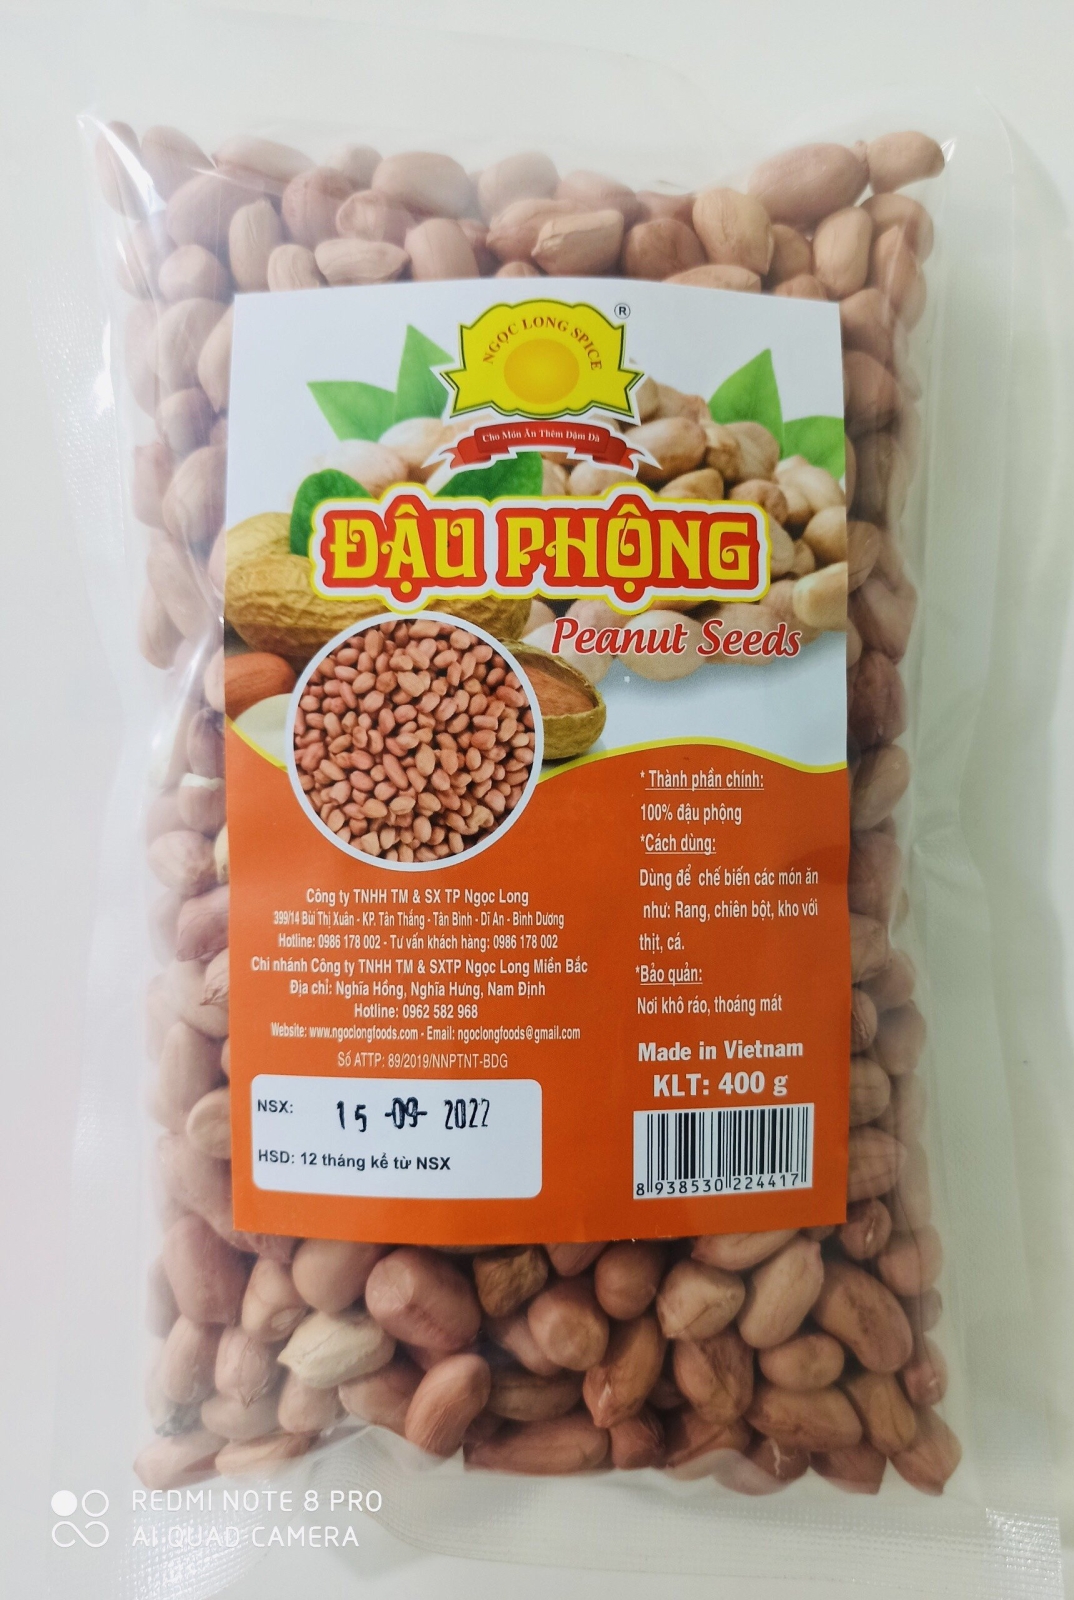 NGỌC LONG SPICE
®
Cho Món Ăn Thêm Đậm Đà
ĐẬU PHỘNG
Peanut Seeds
* Thành phần chính:
100% đậu phộng
*Cách dùng:
Dùng để chế biến các món ăn
như: Rang, chiên bột, kho với
thịt, cá.
*Bảo quản:
Nơi khô ráo, thoáng mát
Made in Vietnam
KLT: 400 g
8 938530 224417
Công ty TNHH TM & SX TP Ngọc Long
399/14 Bùi Thị Xuân - KP. Tân Thắng - Tân Bình - Dĩ An - Bình Dương
Hotline: 0986 178 002 - Tư vấn khách hàng: 0986 178 002
Chi nhánh Công ty TNHH TM & SXTP Ngọc Long Miền Bắc
Địa chỉ: Nghĩa Hồng, Nghĩa Hưng, Nam Định
Hotline: 0962 582 968
Website: www.ngoclongfoods.com - Email: ngoclongfoods@gmail.com
Số ATTP: 89/2019/NNPTNT-BDG
NSX: 15 -09- 2022
HSD: 12 tháng kể từ NSX
REDMI NOTE 8 PRO
AI QUAD CAMERA